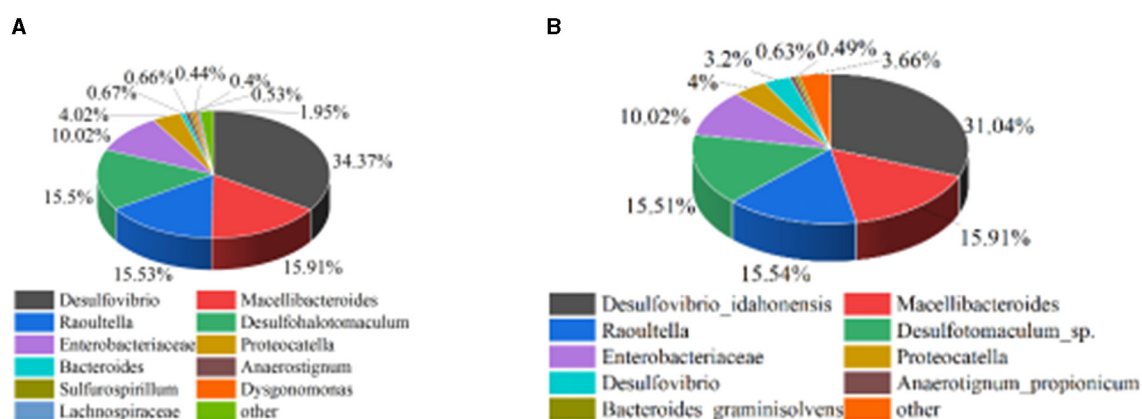 A
0.66% 0.44% 0.4%
0.67% 0.53%
4.02% 1.95%
10.02%
34.37%
15.5%
15.53% 15.91%
Desulfovibrio Macellibacteroides
Raoultella Desulfohalotomaculum
Enterobacteriaceae Proteocatella
Bacteroides Anaerostignum
Sulfurospirillum Dysgonomonas
Lachnospiraceae other
B
3.2% 0.63% 0.49% 3.66%
4%
10.02% 31.04%
15.51%
15.91%
15.54%
Desulfovibrio_idahonensis Macellibacteroides
Raoultella Desulfotomaculum_sp.
Enterobacteriaceae Proteocatella
Desulfovibrio Anaerotignum_propionicum
Bacteroides_graminisolvens other